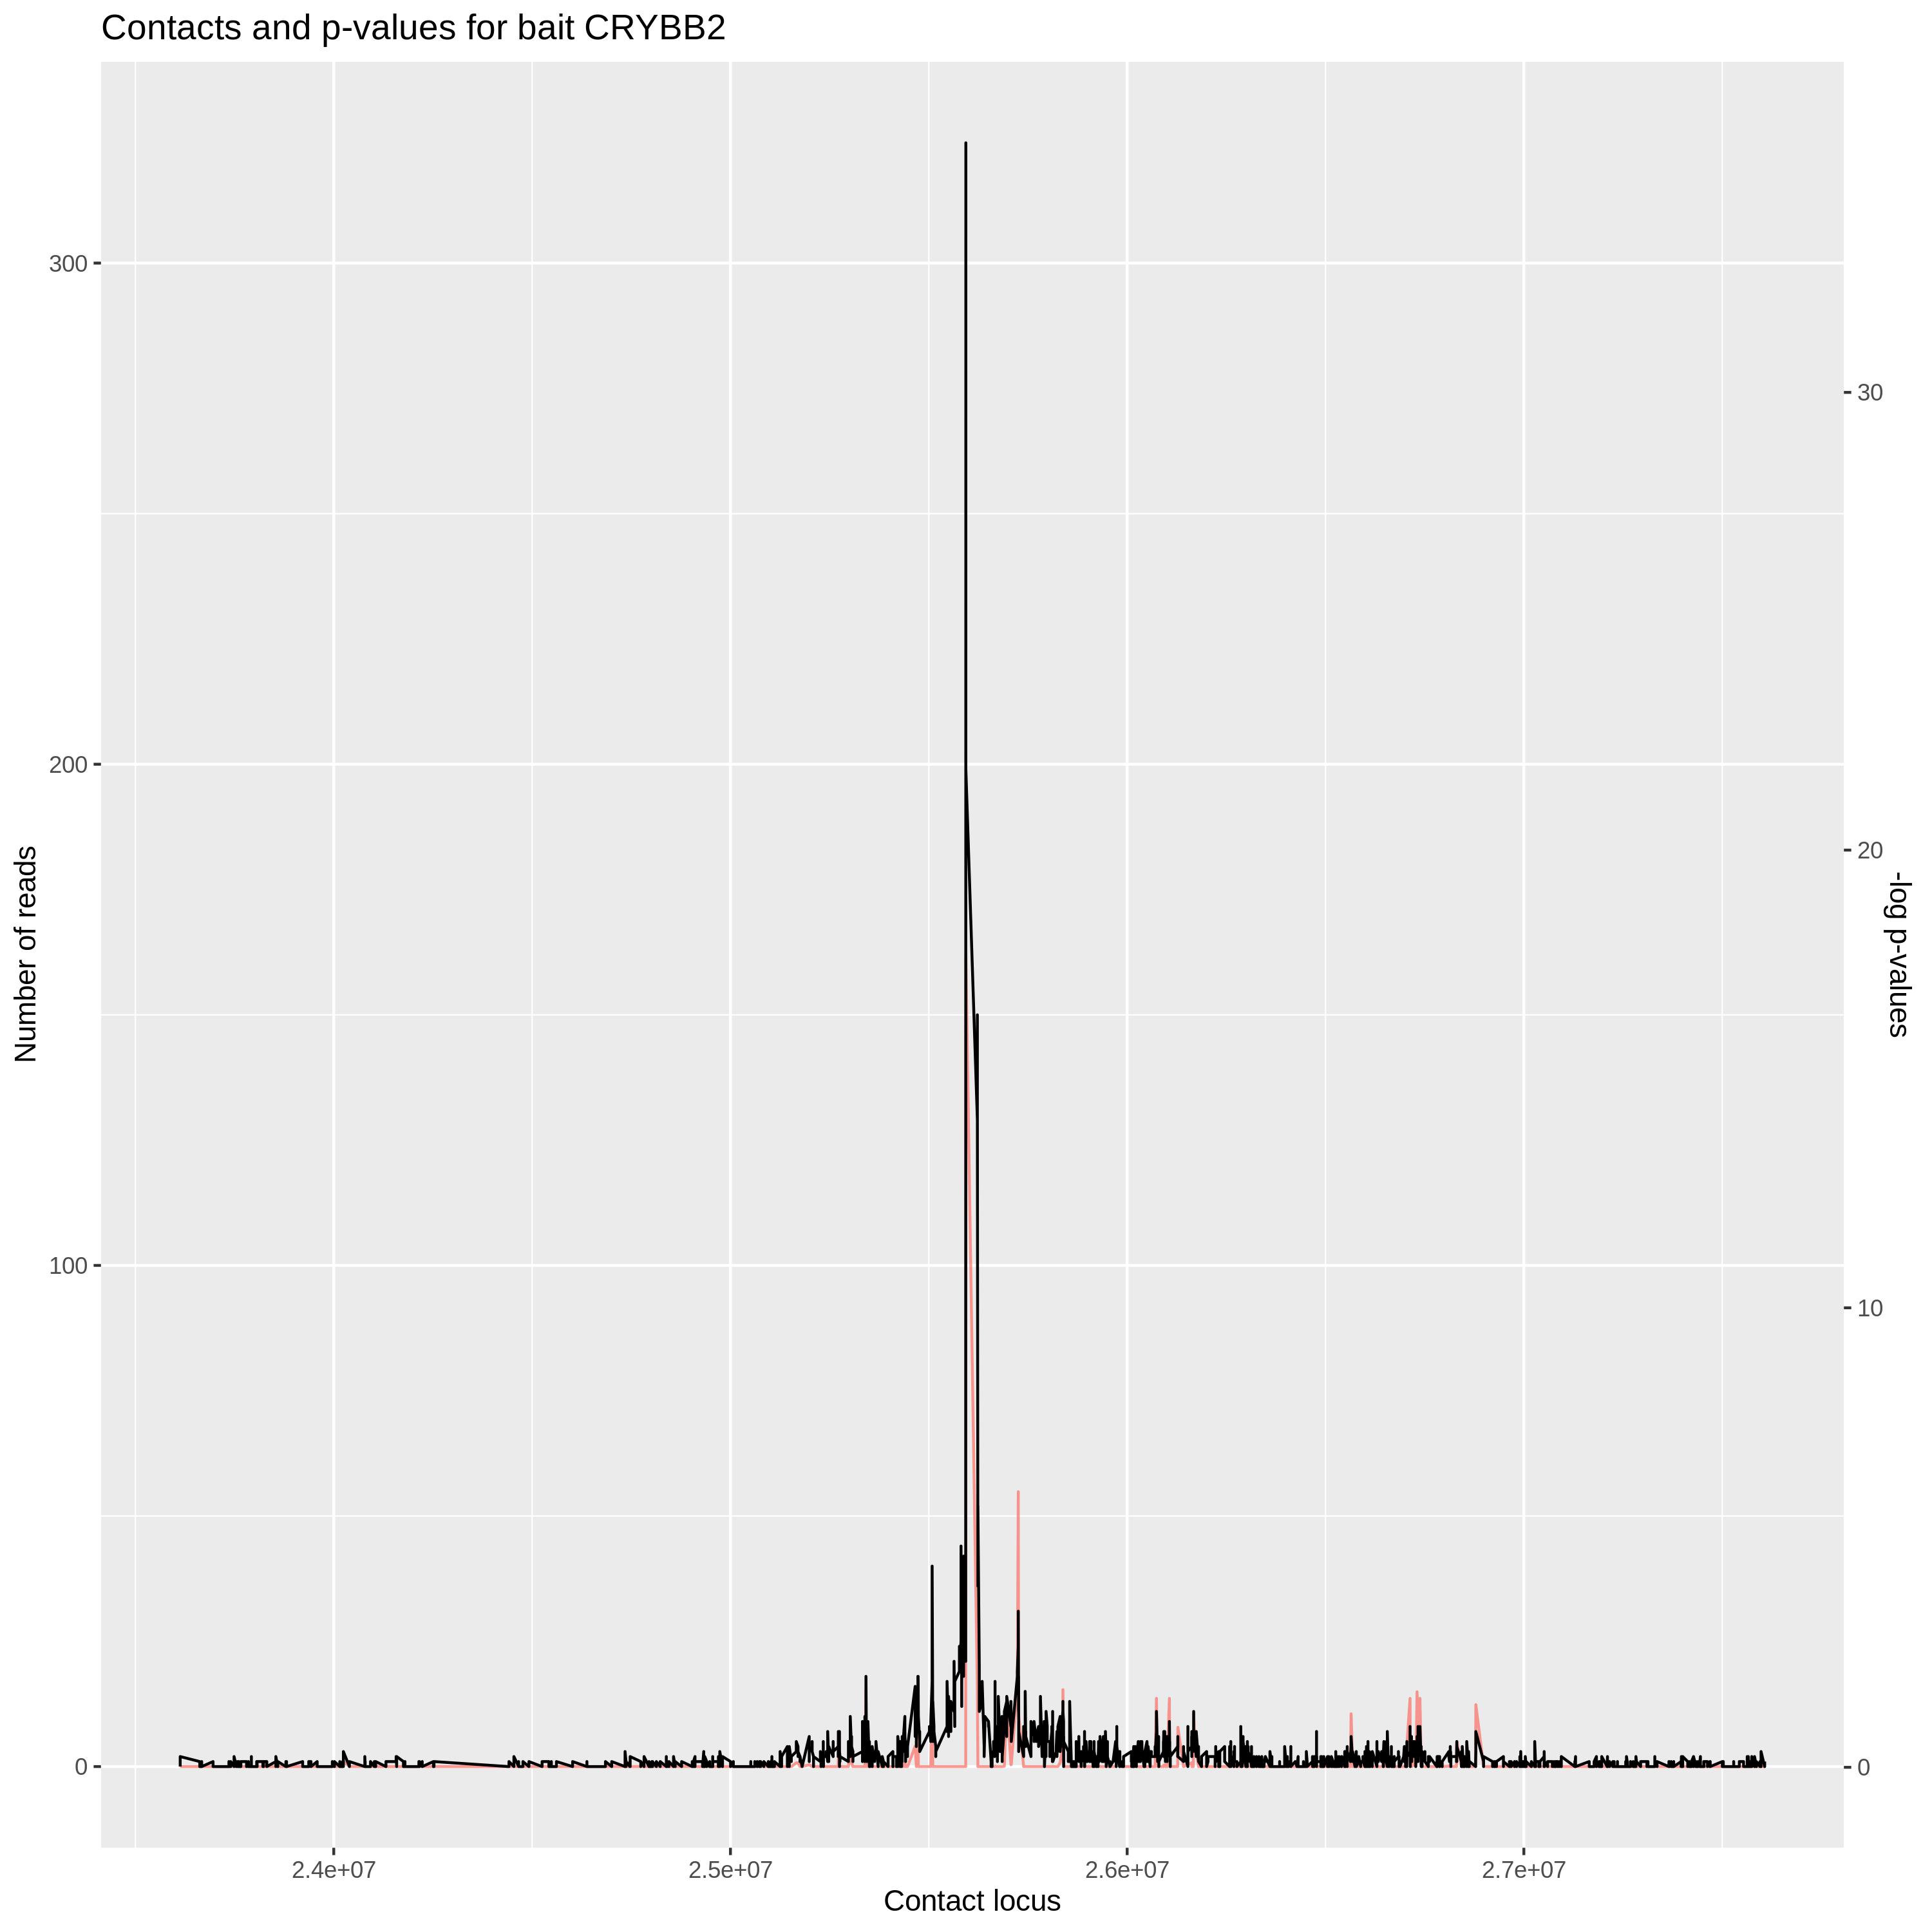 Contacts and p-values for bait CRYBB2
300
200
100
0
Number of reads
30
20
10
0
-log p-values
2.4e+07
2.5e+07
2.6e+07
2.7e+07
Contact locus